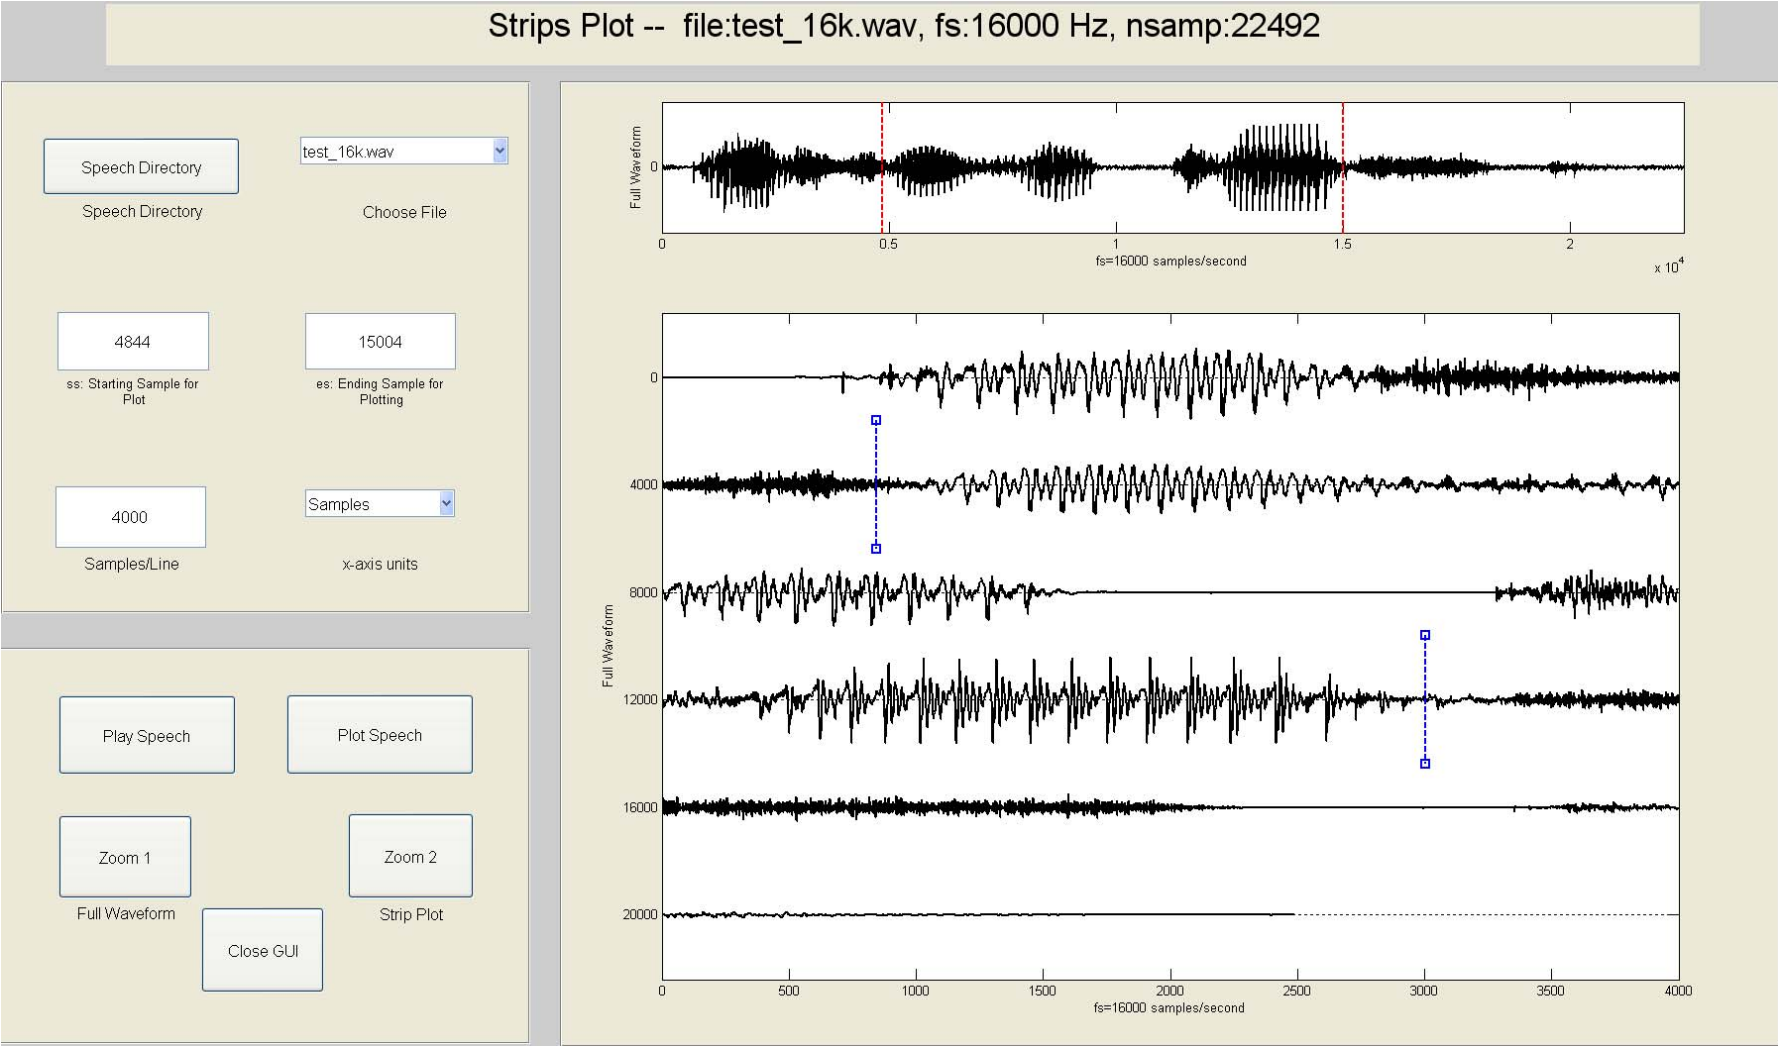 Strips Plot -- file:test_16k.wav, fs:16000 Hz, nsamp:22492
Speech Directory
test_16k.wav
Speech Directory
Choose File
4844
15004
ss: Starting Sample for
Plot
es: Ending Sample for
Plotting
4000
Samples
Samples/Line
x-axis units
Play Speech
Plot Speech
Zoom 1
Zoom 2
Full Waveform
Strip Plot
Close GUI
Full Waveform
0
0
0.5
1
1.5
2
fs=16000 samples/second
x 10^4
Full Waveform
0
4000
8000
12000
16000
20000
0
500
1000
1500
2000
2500
3000
3500
4000
fs=16000 samples/second